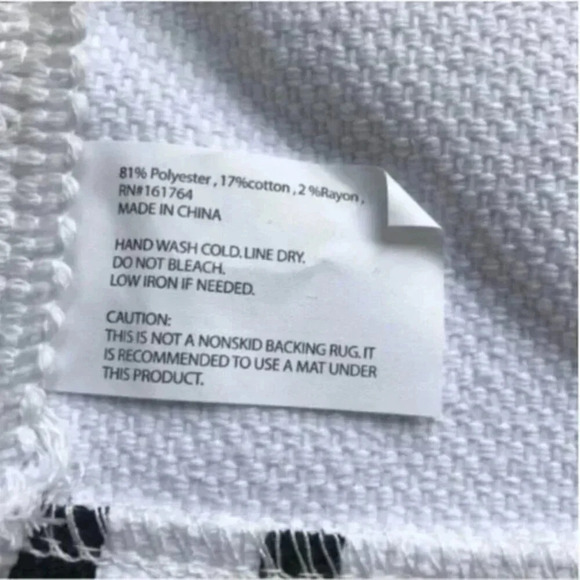 81% Polyester , 17%cotton , 2 %Rayon ,
RN#161764
MADE IN CHINA
HAND WASH COLD. LINE DRY.
DO NOT BLEACH.
LOW IRON IF NEEDED.
CAUTION:
THIS IS NOT A NONSKID BACKING RUG. IT
IS RECOMMENDED TO USE A MAT UNDER
THIS PRODUCT.